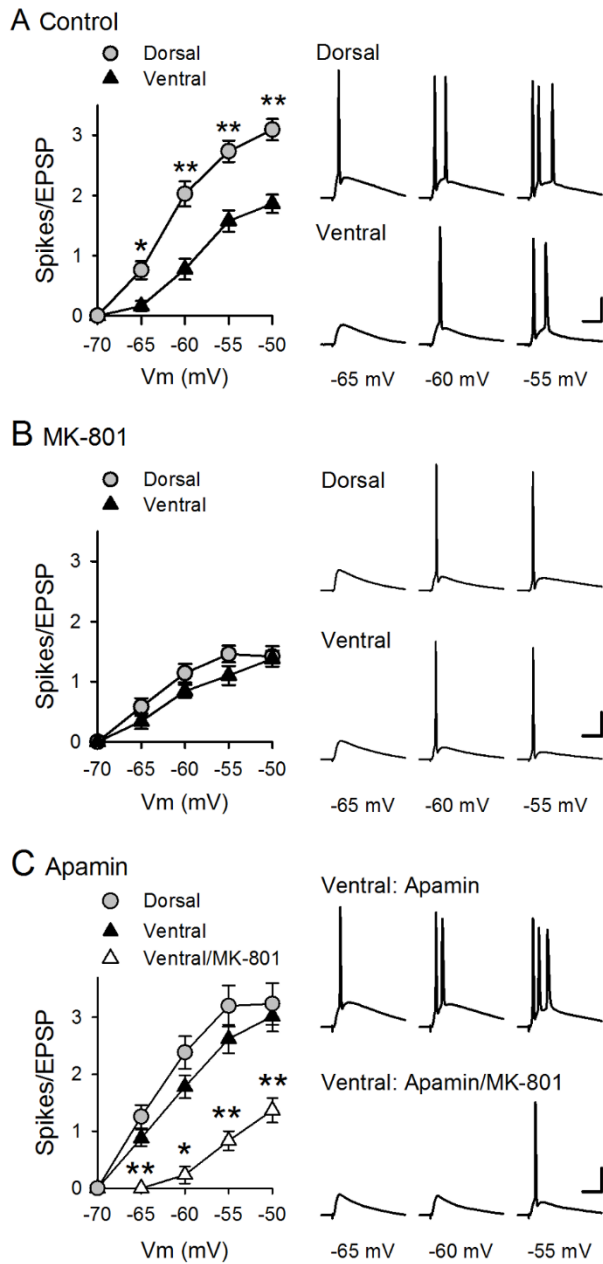 A Control
Dorsal
Ventral
Spikes/EPSP
3
2
1
0
** ** ** *
-70 -65 -60 -55 -50
Vm (mV)
Dorsal
Ventral
-65 mV -60 mV -55 mV
B MK-801
Dorsal
Ventral
Spikes/EPSP
3
2
1
0
-70 -65 -60 -55 -50
Vm (mV)
Dorsal
Ventral
-65 mV -60 mV -55 mV
C Apamin
Dorsal
Ventral
Ventral/MK-801
Spikes/EPSP
3
2
1
0
** * ** **
-70 -65 -60 -55 -50
Vm (mV)
Ventral: Apamin
Ventral: Apamin/MK-801
-65 mV -60 mV -55 mV